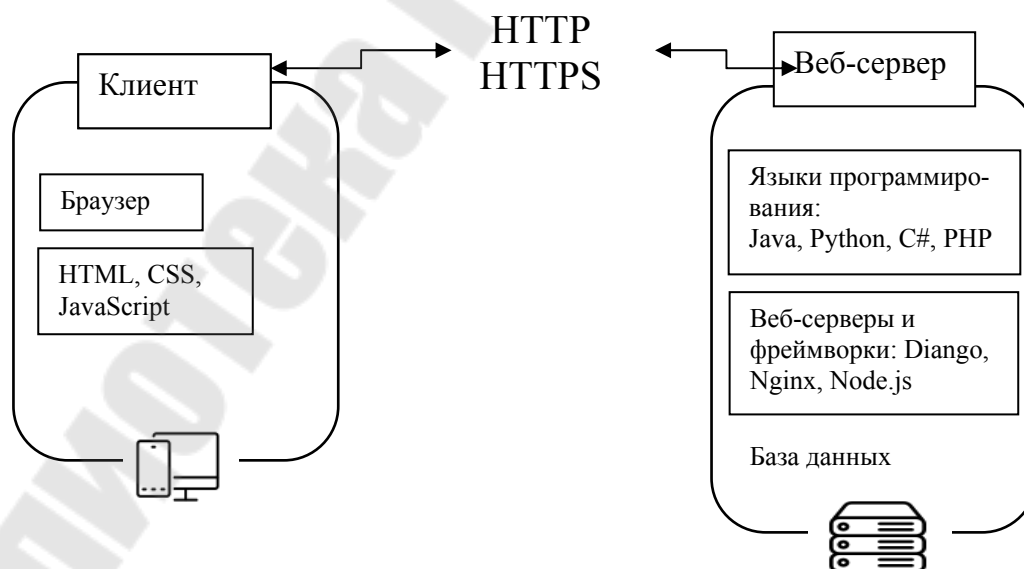 Клиент
Браузер
HTML, CSS,
JavaScript
HTTP
HTTPS
Веб-сервер
Языки программиро-
вания:
Java, Python, C#, PHP
Веб-серверы и
фреймворки: Diango,
Nginx, Node.js
База данных